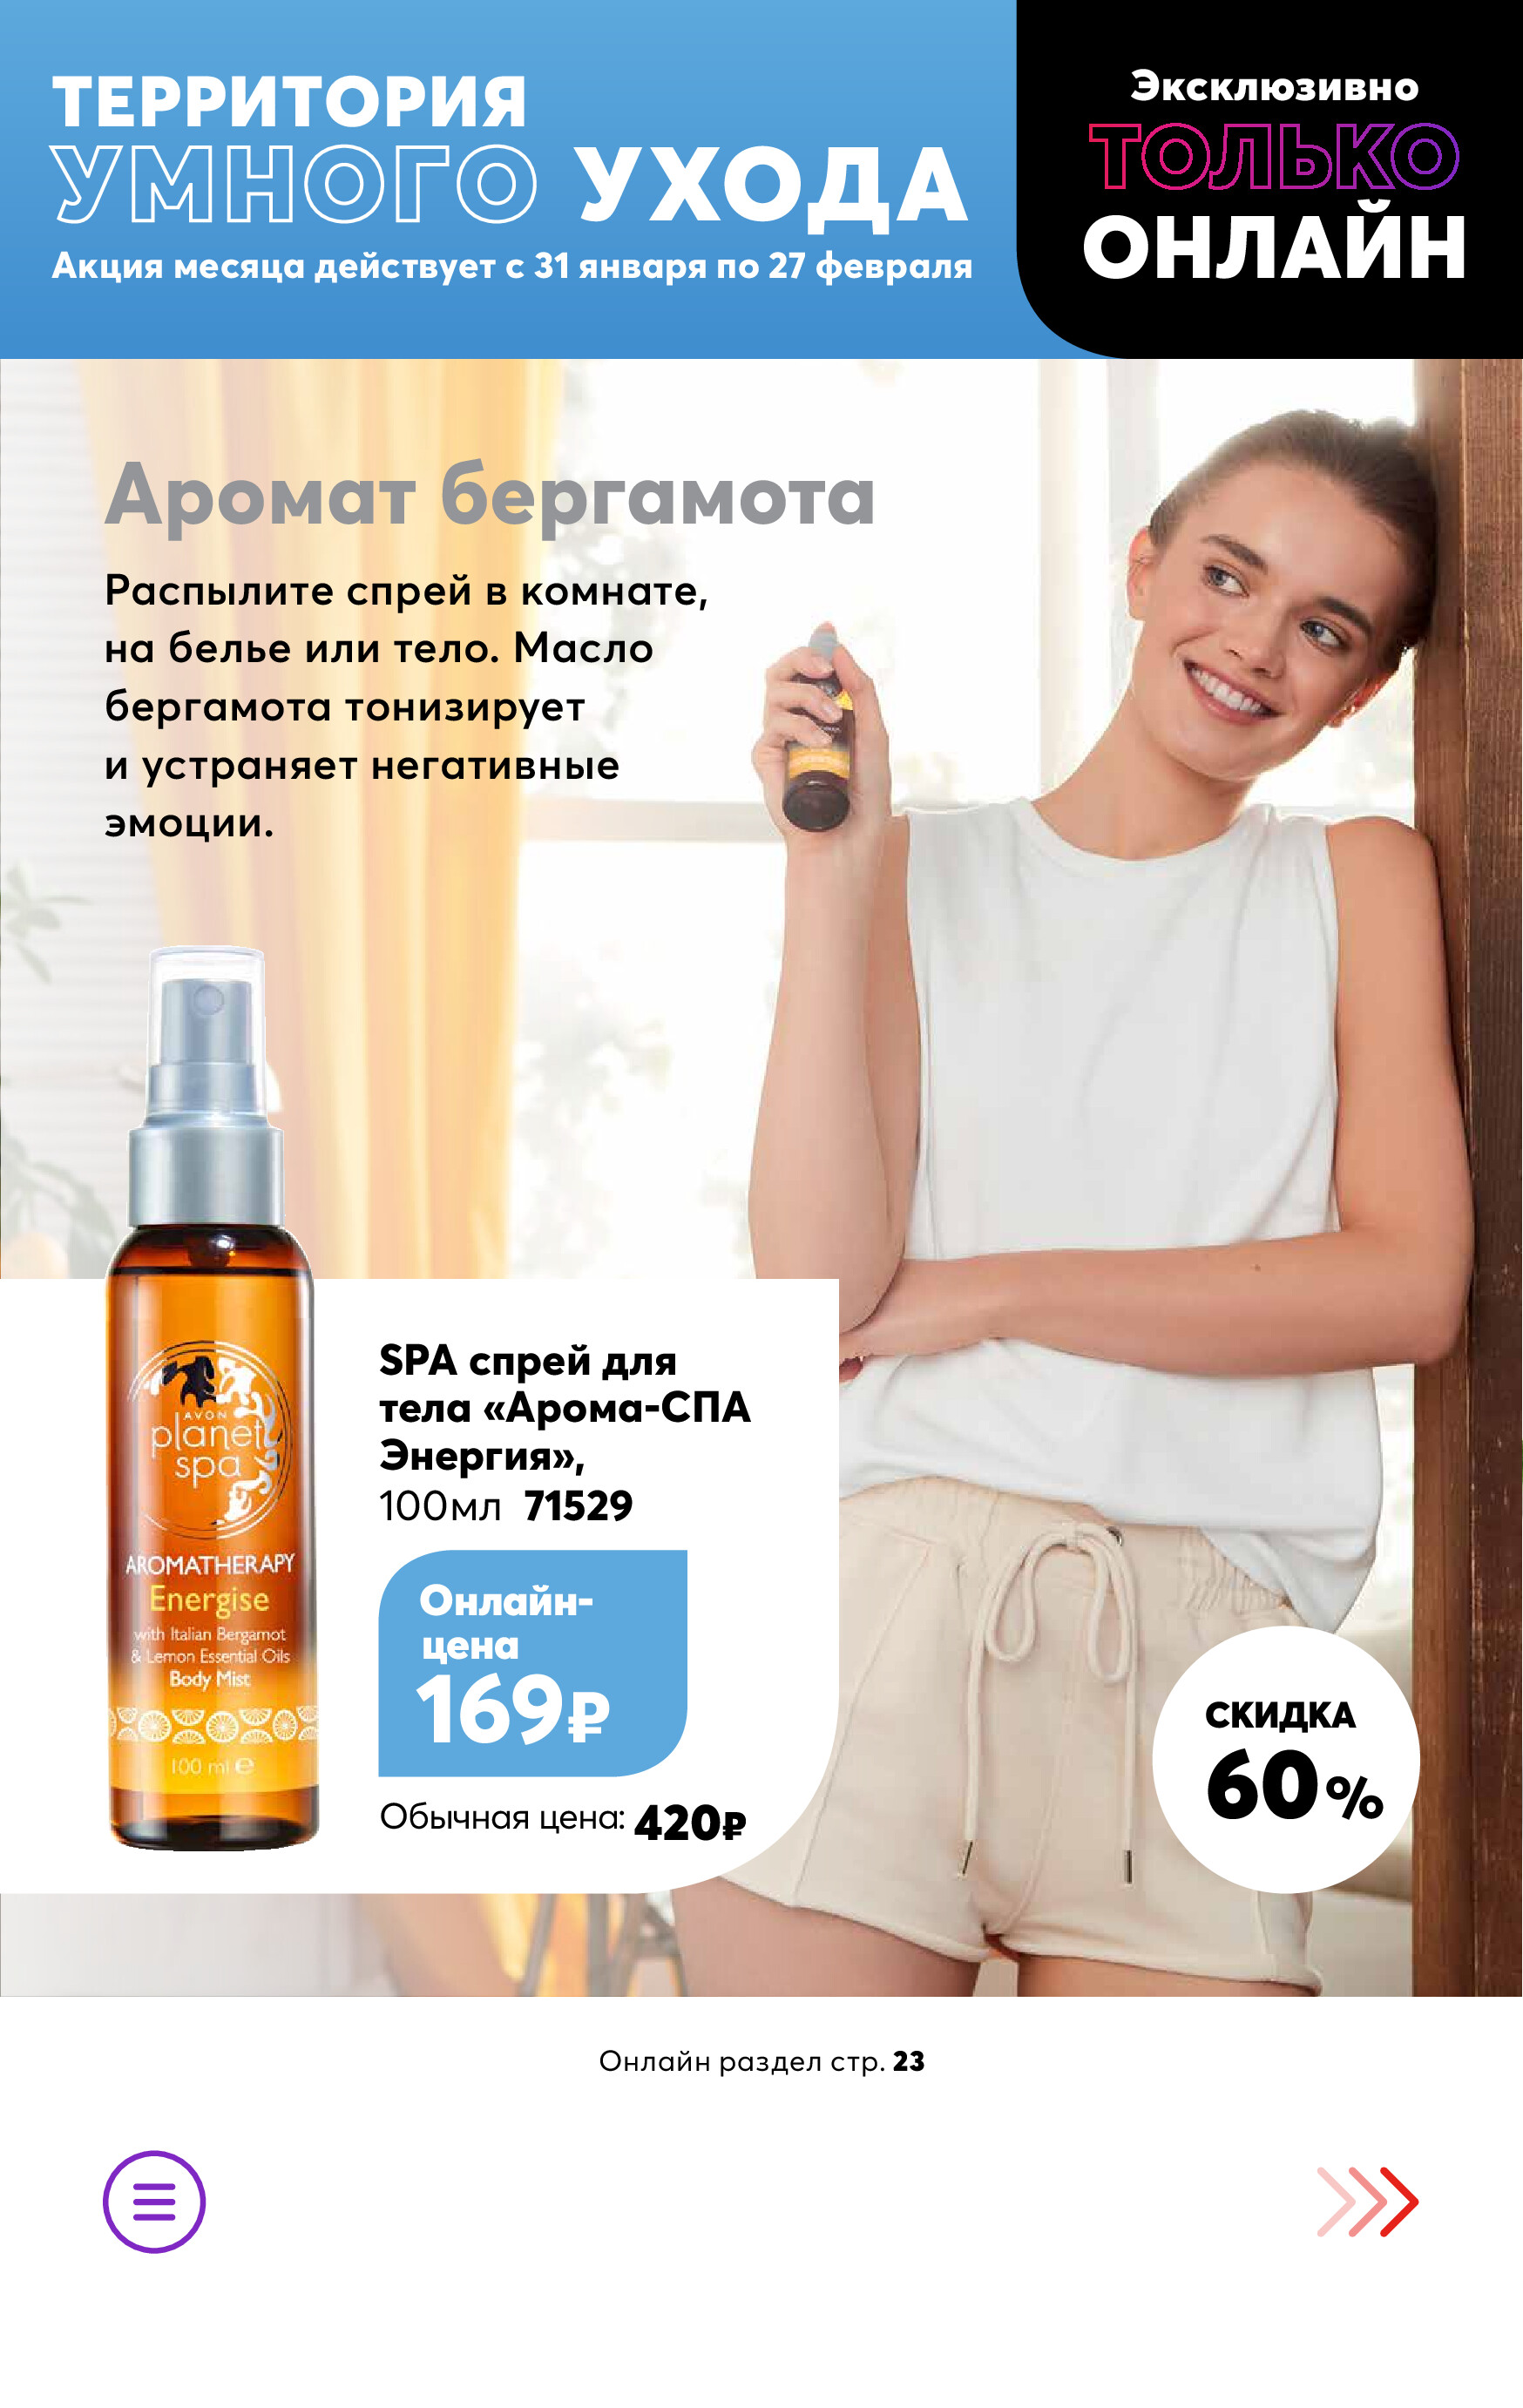 ТЕРРИТОРИЯ
УМНОГО УХОДА
Акция месяца действует с 31 января по 27 февраля
Эксклюзивно
ТОЛЬКО
ОНЛАЙН
Аромат бергамота
Распылите спрей в комнате,
на белье или тело. Масло
бергамота тонизирует
и устраняет негативные
эмоции.
AVON
planet
spa
AROMATHERAPY
Energise
with Italian Bergamot
& Lemon Essential Oils
Body Mist
100 ml ℮
SPA спрей для
тела «Арома-СПА
Энергия»,
100мл 71529
Онлайн-
цена
169₽
Обычная цена: 420₽
СКИДКА
60%
Онлайн раздел стр. 23